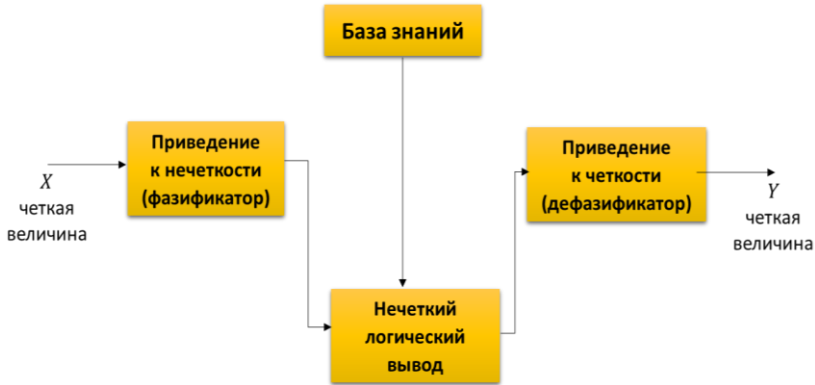 База знаний
Приведение
к нечеткости
(фазификатор)
Приведение
к четкости
(дефазификатор)
X
четкая
величина
Y
четкая
величина
Нечеткий
логический
вывод